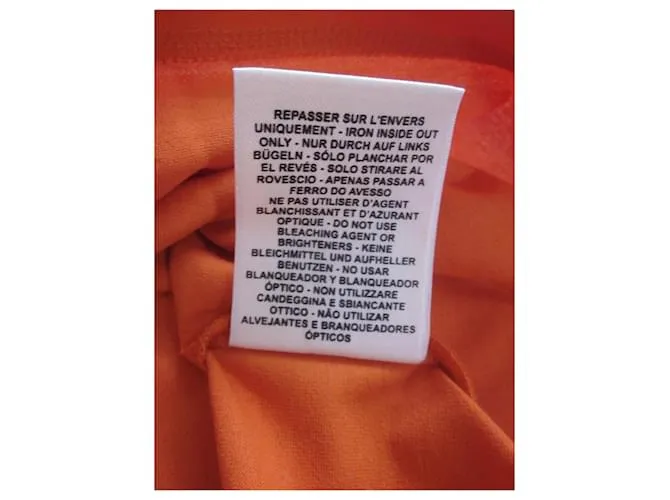 REPASSER SUR L'ENVERS
UNIQUEMENT - IRON INSIDE OUT
ONLY - NUR DURCH AUF LINKS
BÜGELN - SÓLO PLANCHAR POR
EL REVÉS - SOLO STIRARE AL
ROVESCIO - APENAS PASSAR A
FERRO DO AVESSO
NE PAS UTILISER D'AGENT
BLANCHISSANT ET D'AZURANT
OPTIQUE - DO NOT USE
BLEACHING AGENT OR
BRIGHTENERS - KEINE
BLEICHMITTEL UND AUFHELLER
BENUTZEN - NO USAR
BLANQUEADOR Y BLANQUEADOR
ÓPTICO - NON UTILIZZARE
CANDEGGINA E SBIANCANTE
OTTICO - NÃO UTILIZAR
ALVEJANTES E BRANQUEADORES
ÓPTICOS